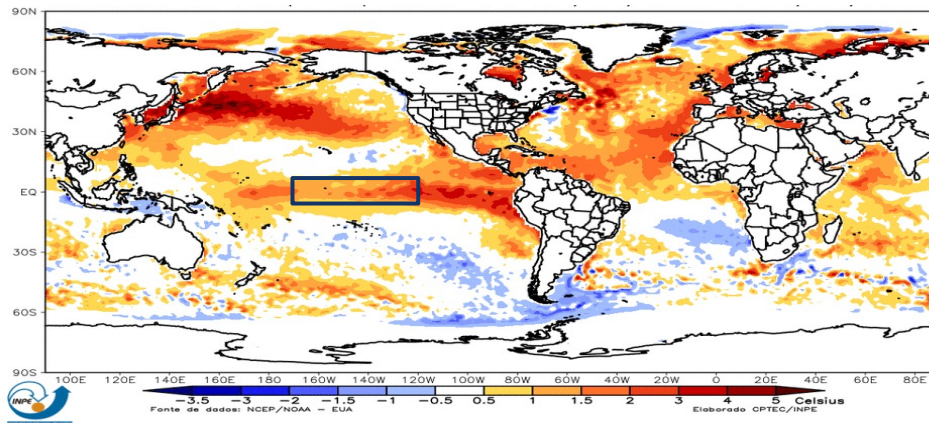 90N
60N
30N
EQ
30S
60S
90S
100E 120E 140E 160E 180 160W 140W 120W 100W 80W 60W 40W 20W 0 20E 40E 60E 80E
-3.5 -3 -2 -1.5 -1 -0.5 0.5 1 1.5 2 3 4 5 Celsius
INPE
Fonte de dados: NCEP/NOAA - EUA
Elaborado CPTEC/INPE